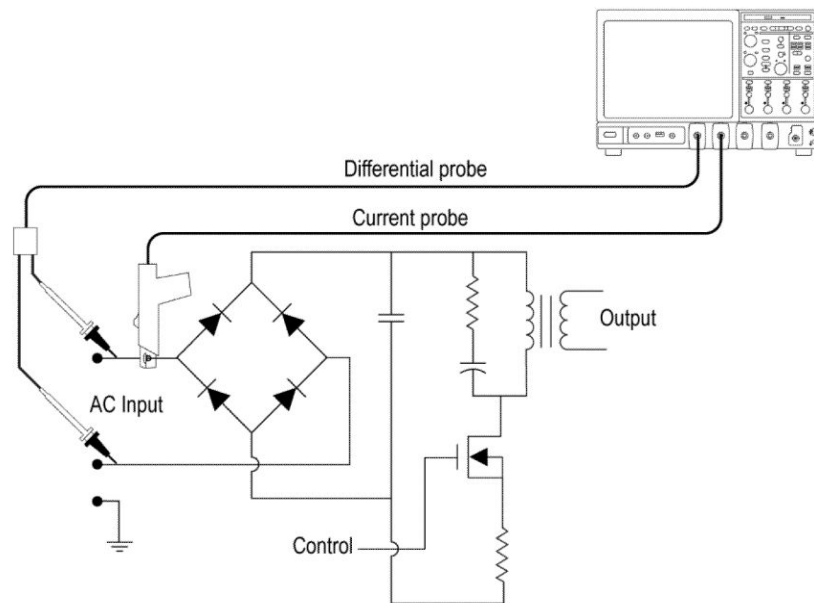 Differential probe
Current probe
Output
AC Input
Control